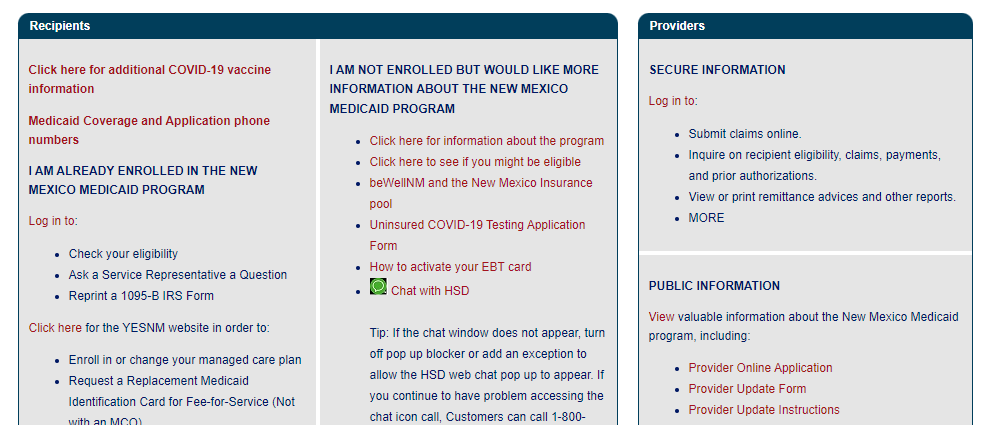 Recipients
Click here for additional COVID-19 vaccine
information
Medicaid Coverage and Application phone
numbers
I AM ALREADY ENROLLED IN THE NEW
MEXICO MEDICAID PROGRAM
Log in to:
Check your eligibility
Ask a Service Representative a Question
Reprint a 1095-B IRS Form
Click here for the YESNM website in order to:
Enroll in or change your managed care plan
Request a Replacement Medicaid
Identification Card for Fee-for-Service (Not
with an MCO)
I AM NOT ENROLLED BUT WOULD LIKE MORE
INFORMATION ABOUT THE NEW MEXICO
MEDICAID PROGRAM
Click here for information about the program
Click here to see if you might be eligible
beWellNM and the New Mexico Insurance
pool
Uninsured COVID-19 Testing Application
Form
How to activate your EBT card
Chat with HSD
Tip: If the chat window does not appear, turn
off pop up blocker or add an exception to
allow the HSD web chat pop up to appear. If
you continue to have problem accessing the
chat icon call, Customers can call 1-800-
Providers
SECURE INFORMATION
Log in to:
Submit claims online.
Inquire on recipient eligibility, claims, payments,
and prior authorizations.
View or print remittance advices and other reports.
MORE
PUBLIC INFORMATION
View valuable information about the New Mexico Medicaid
program, including:
Provider Online Application
Provider Update Form
Provider Update Instructions